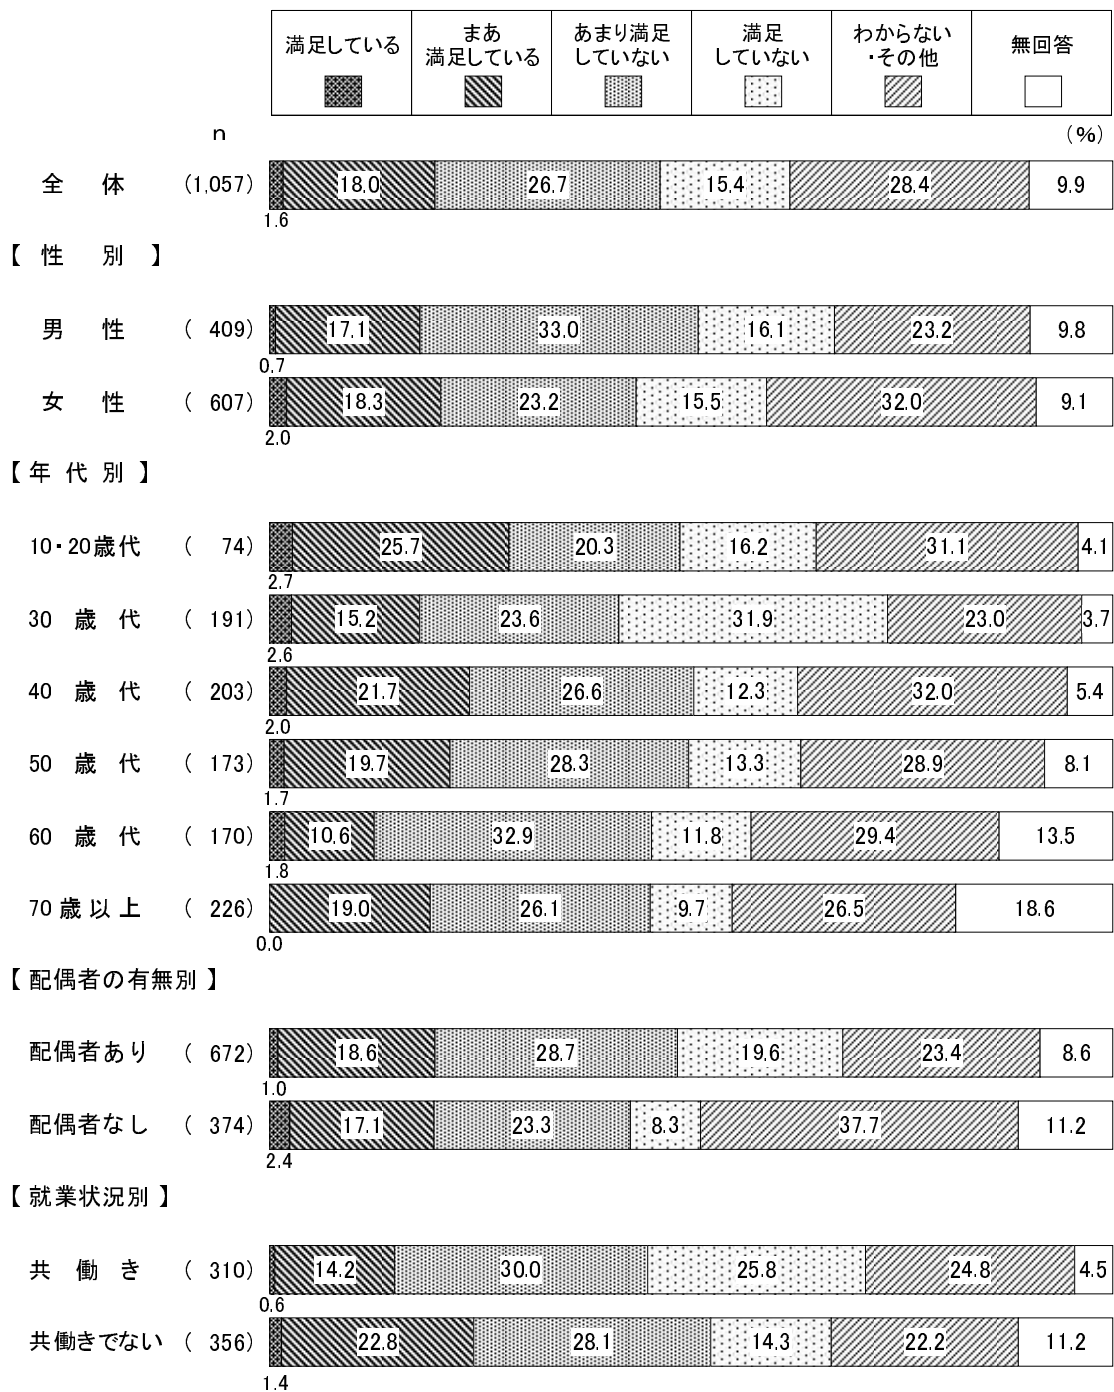 満足している
まあ
満足している
あまり満足
していない
満足
していない
わからない
・その他
無回答
n
(%)
全 体 (1,057) 18.0 26.7 15.4 28.4 9.9
1.6
【 性 別 】
男 性 ( 409) 17.1 33.0 16.1 23.2 9.8
0.7
女 性 ( 607) 18.3 23.2 15.5 32.0 9.1
2.0
【 年 代 別 】
10・20歳代 ( 74) 25.7 20.3 16.2 31.1 4.1
2.7
30 歳 代 ( 191) 15.2 23.6 31.9 23.0 3.7
2.6
40 歳 代 ( 203) 21.7 26.6 12.3 32.0 5.4
2.0
50 歳 代 ( 173) 19.7 28.3 13.3 28.9 8.1
1.7
60 歳 代 ( 170) 10.6 32.9 11.8 29.4 13.5
1.8
70 歳 以 上 ( 226) 19.0 26.1 9.7 26.5 18.6
0.0
【 配偶者の有無別 】
配偶者あり ( 672) 18.6 28.7 19.6 23.4 8.6
1.0
配偶者なし ( 374) 17.1 23.3 8.3 37.7 11.2
2.4
【 就業状況別 】
共 働 き ( 310) 14.2 30.0 25.8 24.8 4.5
0.6
共働きでない ( 356) 22.8 28.1 14.3 22.2 11.2
1.4